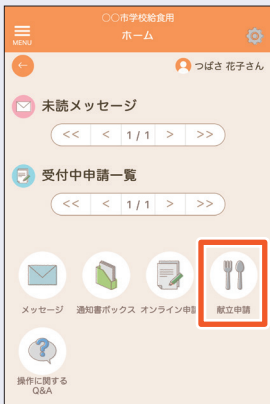 〇〇市学校給食用
MENU
ホーム
つばさ 花子さん
未読メッセージ
<< < 1 / 1 > >>
受付中申請一覧
<< < 1 / 1 > >>
メッセージ 通知書ボックス オンライン申請 献立申請
操作に関する
Q&A